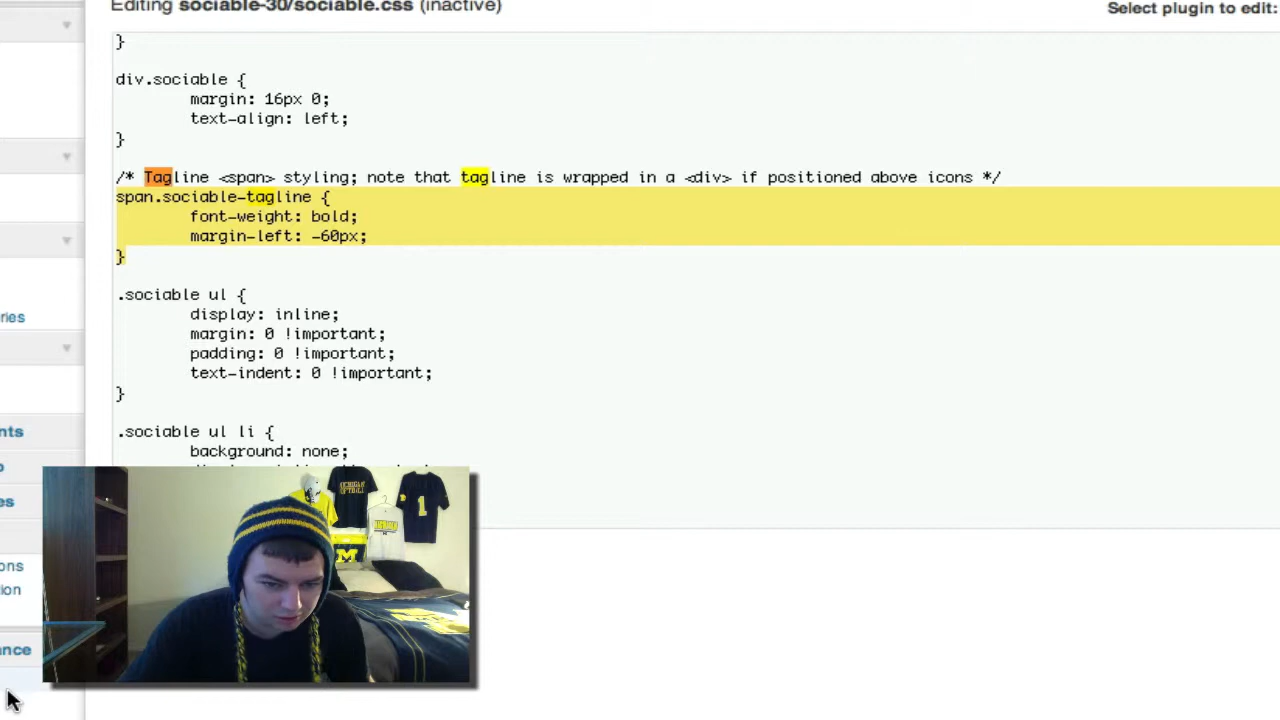 Editing sociable-30/sociable.css (inactive)
Select plugin to edit:
}
div.sociable {
margin: 16px 0;
text-align: left;
}
/* Tagline <span> styling; note that tagline is wrapped in a <div> if positioned above icons */
span.sociable-tagline {
font-weight: bold;
margin-left: -60px;
}
.sociable ul {
display: inline;
margin: 0 !important;
padding: 0 !important;
text-indent: 0 !important;
}
.sociable ul li {
background: none;
ries
nts
es
ons
ion
ance
1
M